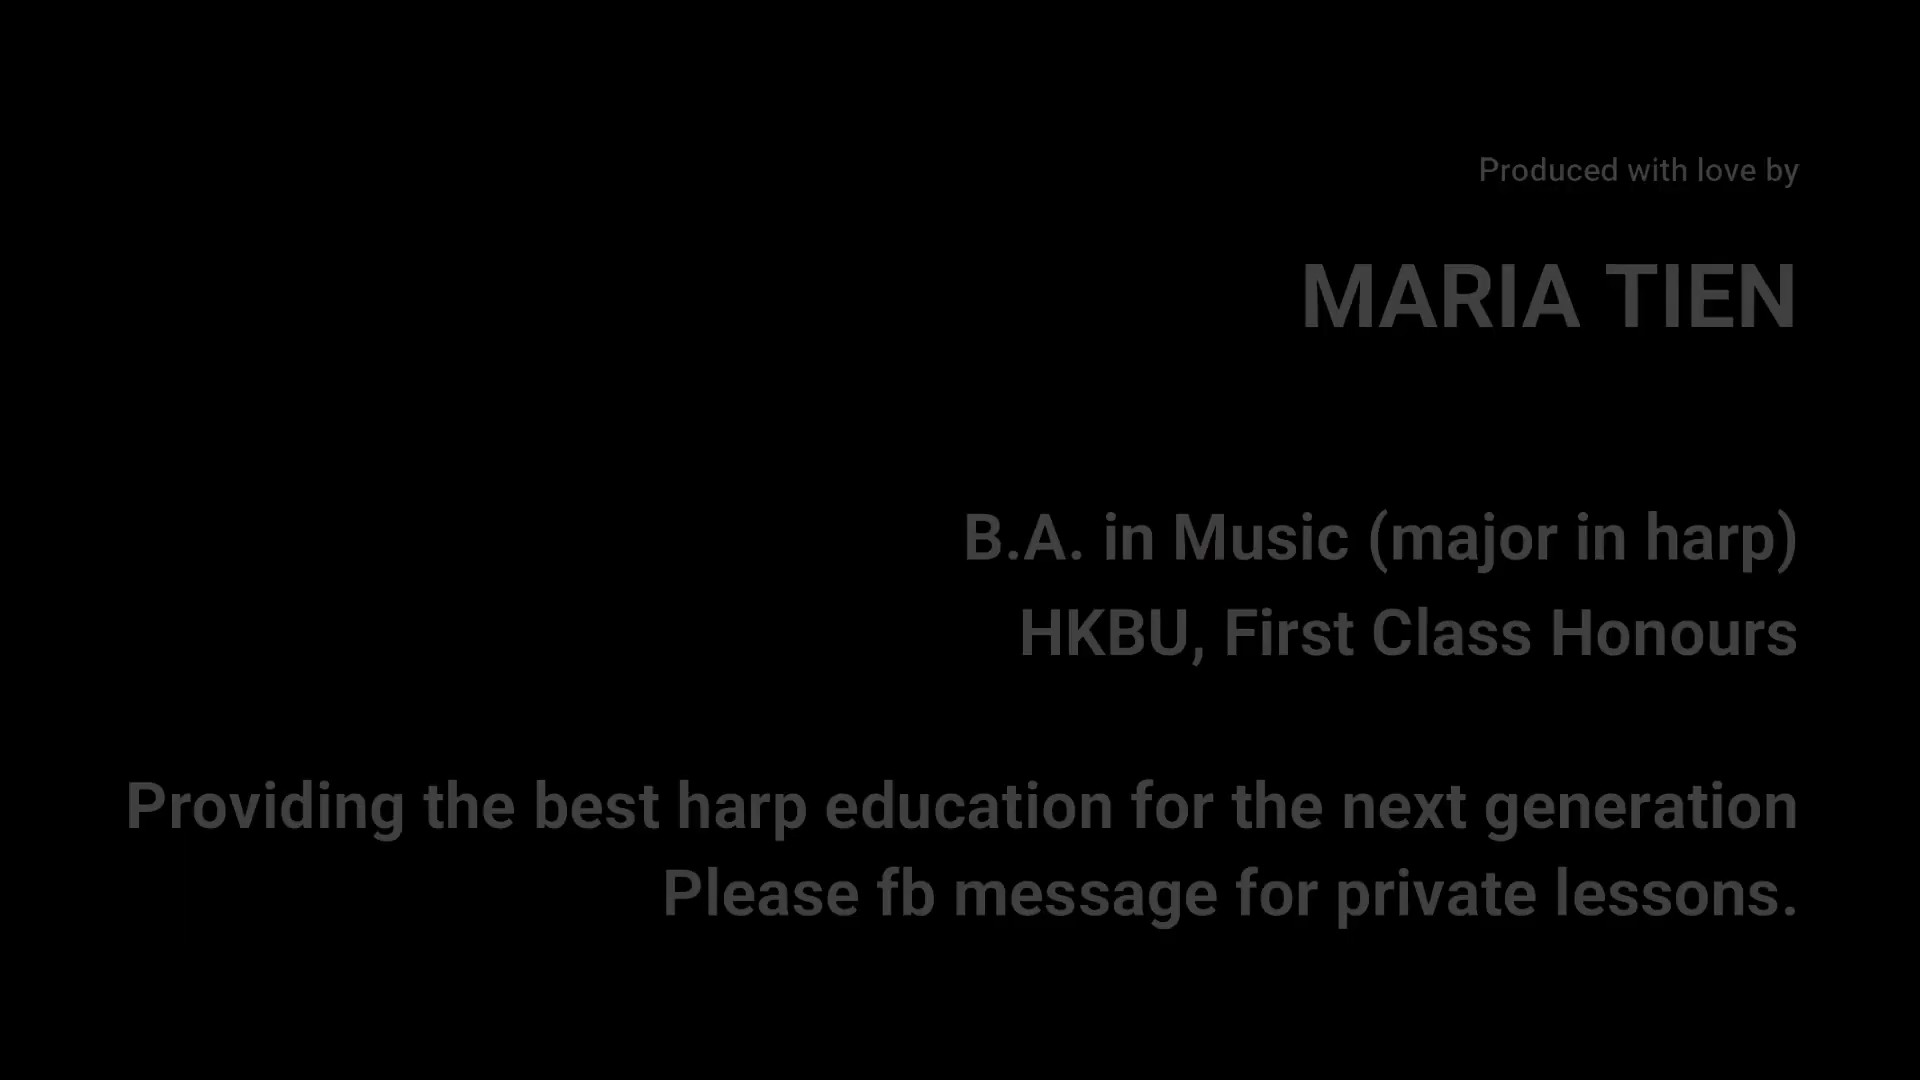 Produced with love by
MARIA TIEN
B.A. in Music (major in harp)
HKBU, First Class Honours
Providing the best harp education for the next generation
Please fb message for private lessons.